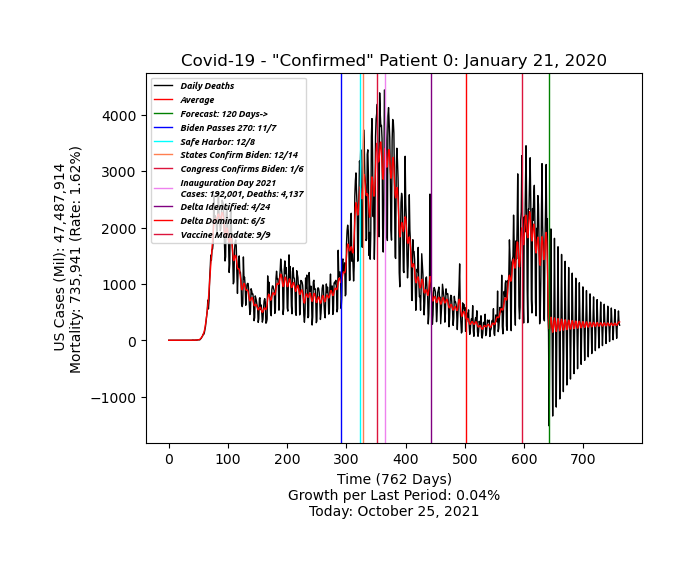 Covid-19 - "Confirmed" Patient 0: January 21, 2020
Daily Deaths
Average
Forecast: 120 Days->
Biden Passes 270: 11/7
Safe Harbor: 12/8
States Confirm Biden: 12/14
Congress Confirms Biden: 1/6
Inauguration Day 2021
Cases: 192,001, Deaths: 4,137
Delta Identified: 4/24
Delta Dominant: 6/5
Vaccine Mandate: 9/9
4000
3000
2000
1000
0
−1000
US Cases (Mil): 47,487,914
Mortality: 735,941 (Rate: 1.62%)
0 100 200 300 400 500 600 700
Time (762 Days)
Growth per Last Period: 0.04%
Today: October 25, 2021